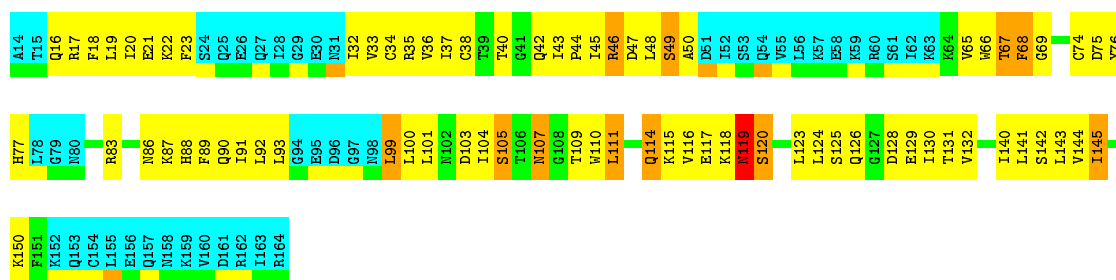 A14 T15 Q16 R17 F18 L19 I20 E21 K22 F23 S24 Q25 E26 Q27 I28 G29 E30 N31 I32 V33 C34 R35 V36 I37 C38 T39 T40 G41 Q42 I43 P44 I45 R46 D47 L48 S49 A50 D51 I52 S53 Q54 V55 L56 K57 E58 K59 R60 S61 I62 K63 K64 V65 W66 T67 F68 G69 C74 D75 Y76
H77 L78 G79 N80 R83 N86 K87 H88 F89 Q90 I91 L92 L93 G94 E95 D96 G97 N98 L99 L100 L101 N102 D103 I104 S105 T106 N107 G108 T109 W110 L111 Q114 K115 V116 E117 K118 N119 S120 L123 L124 S125 Q126 G127 D128 E129 I130 T131 V132 I140 L141 S142 L143 V144 I145
K150 F151 K152 Q153 C154 L155 E156 Q157 N158 K159 V160 D161 R162 I163 R164